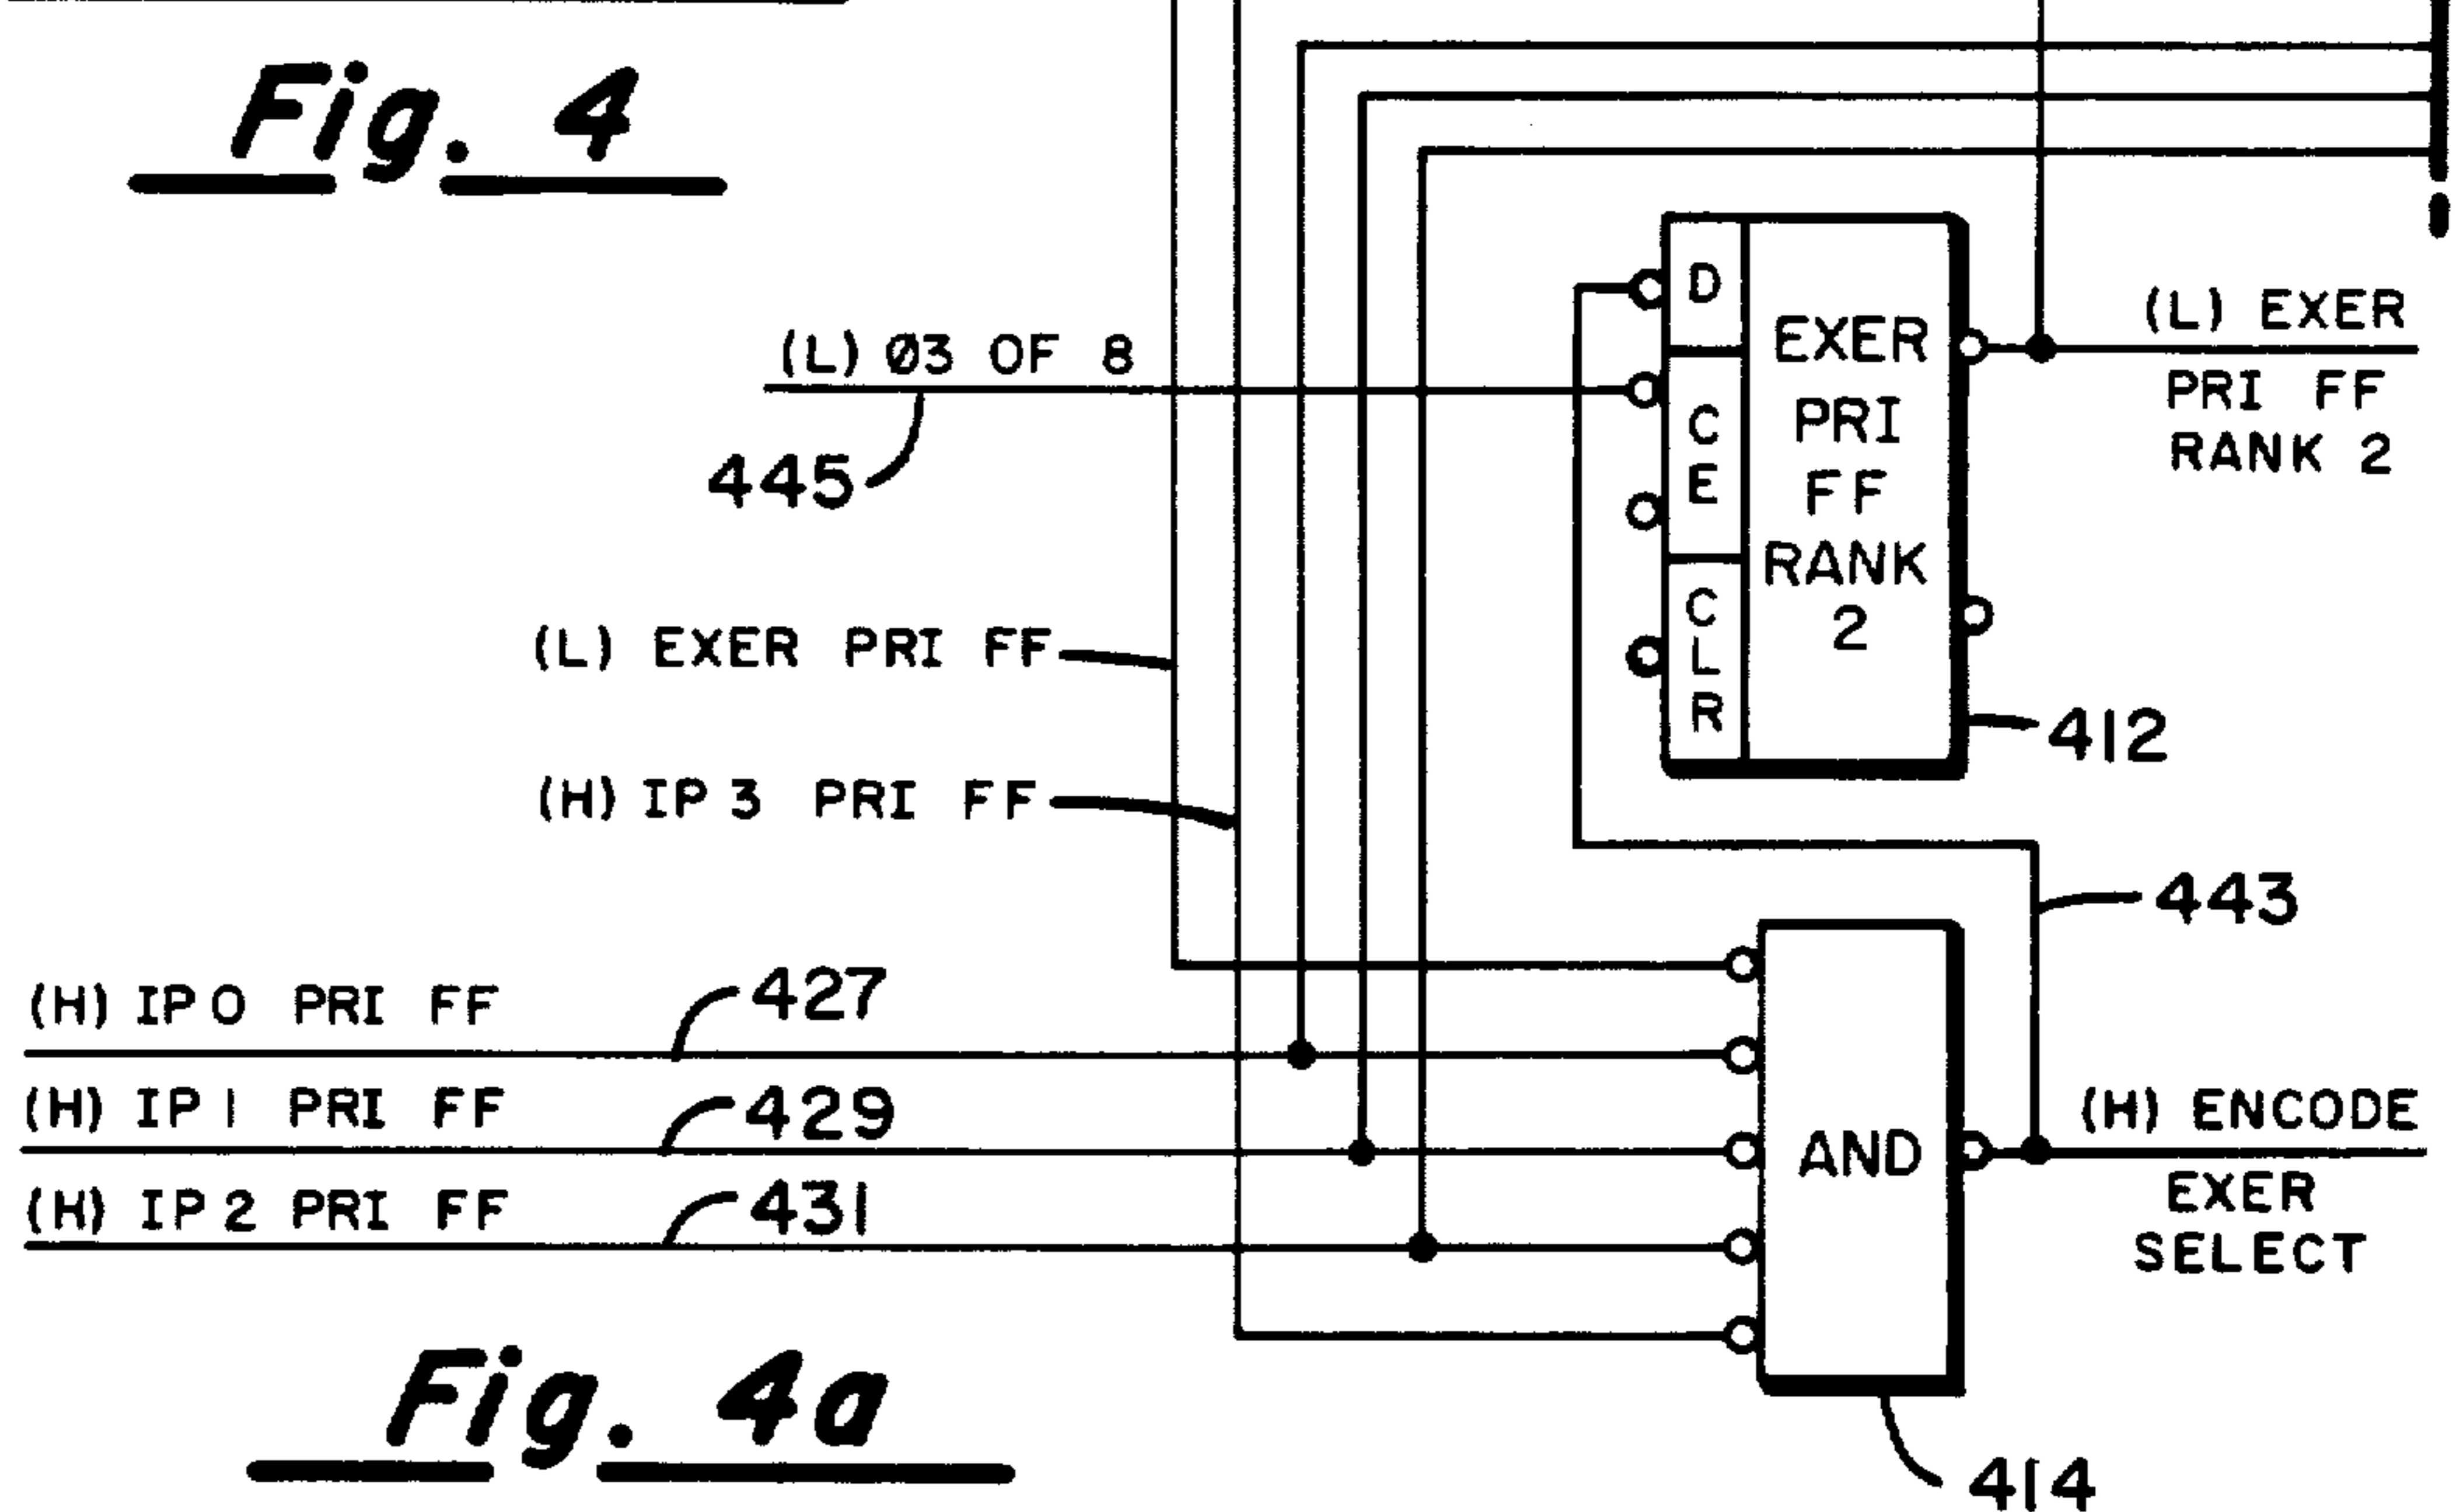 Fig. 4
(L) Ø3 OF 8
445
D
C
E
C
L
R
EXER
PRI
FF
RANK
2
(L) EXER
PRI FF
RANK 2
412
(L) EXER PRI FF
(H) IP 3 PRI FF
443
(H) IP 0 PRI FF
427
(H) IP 1 PRI FF
429
(H) IP 2 PRI FF
431
AND
(H) ENCODE
EXER
SELECT
414
Fig. 4a